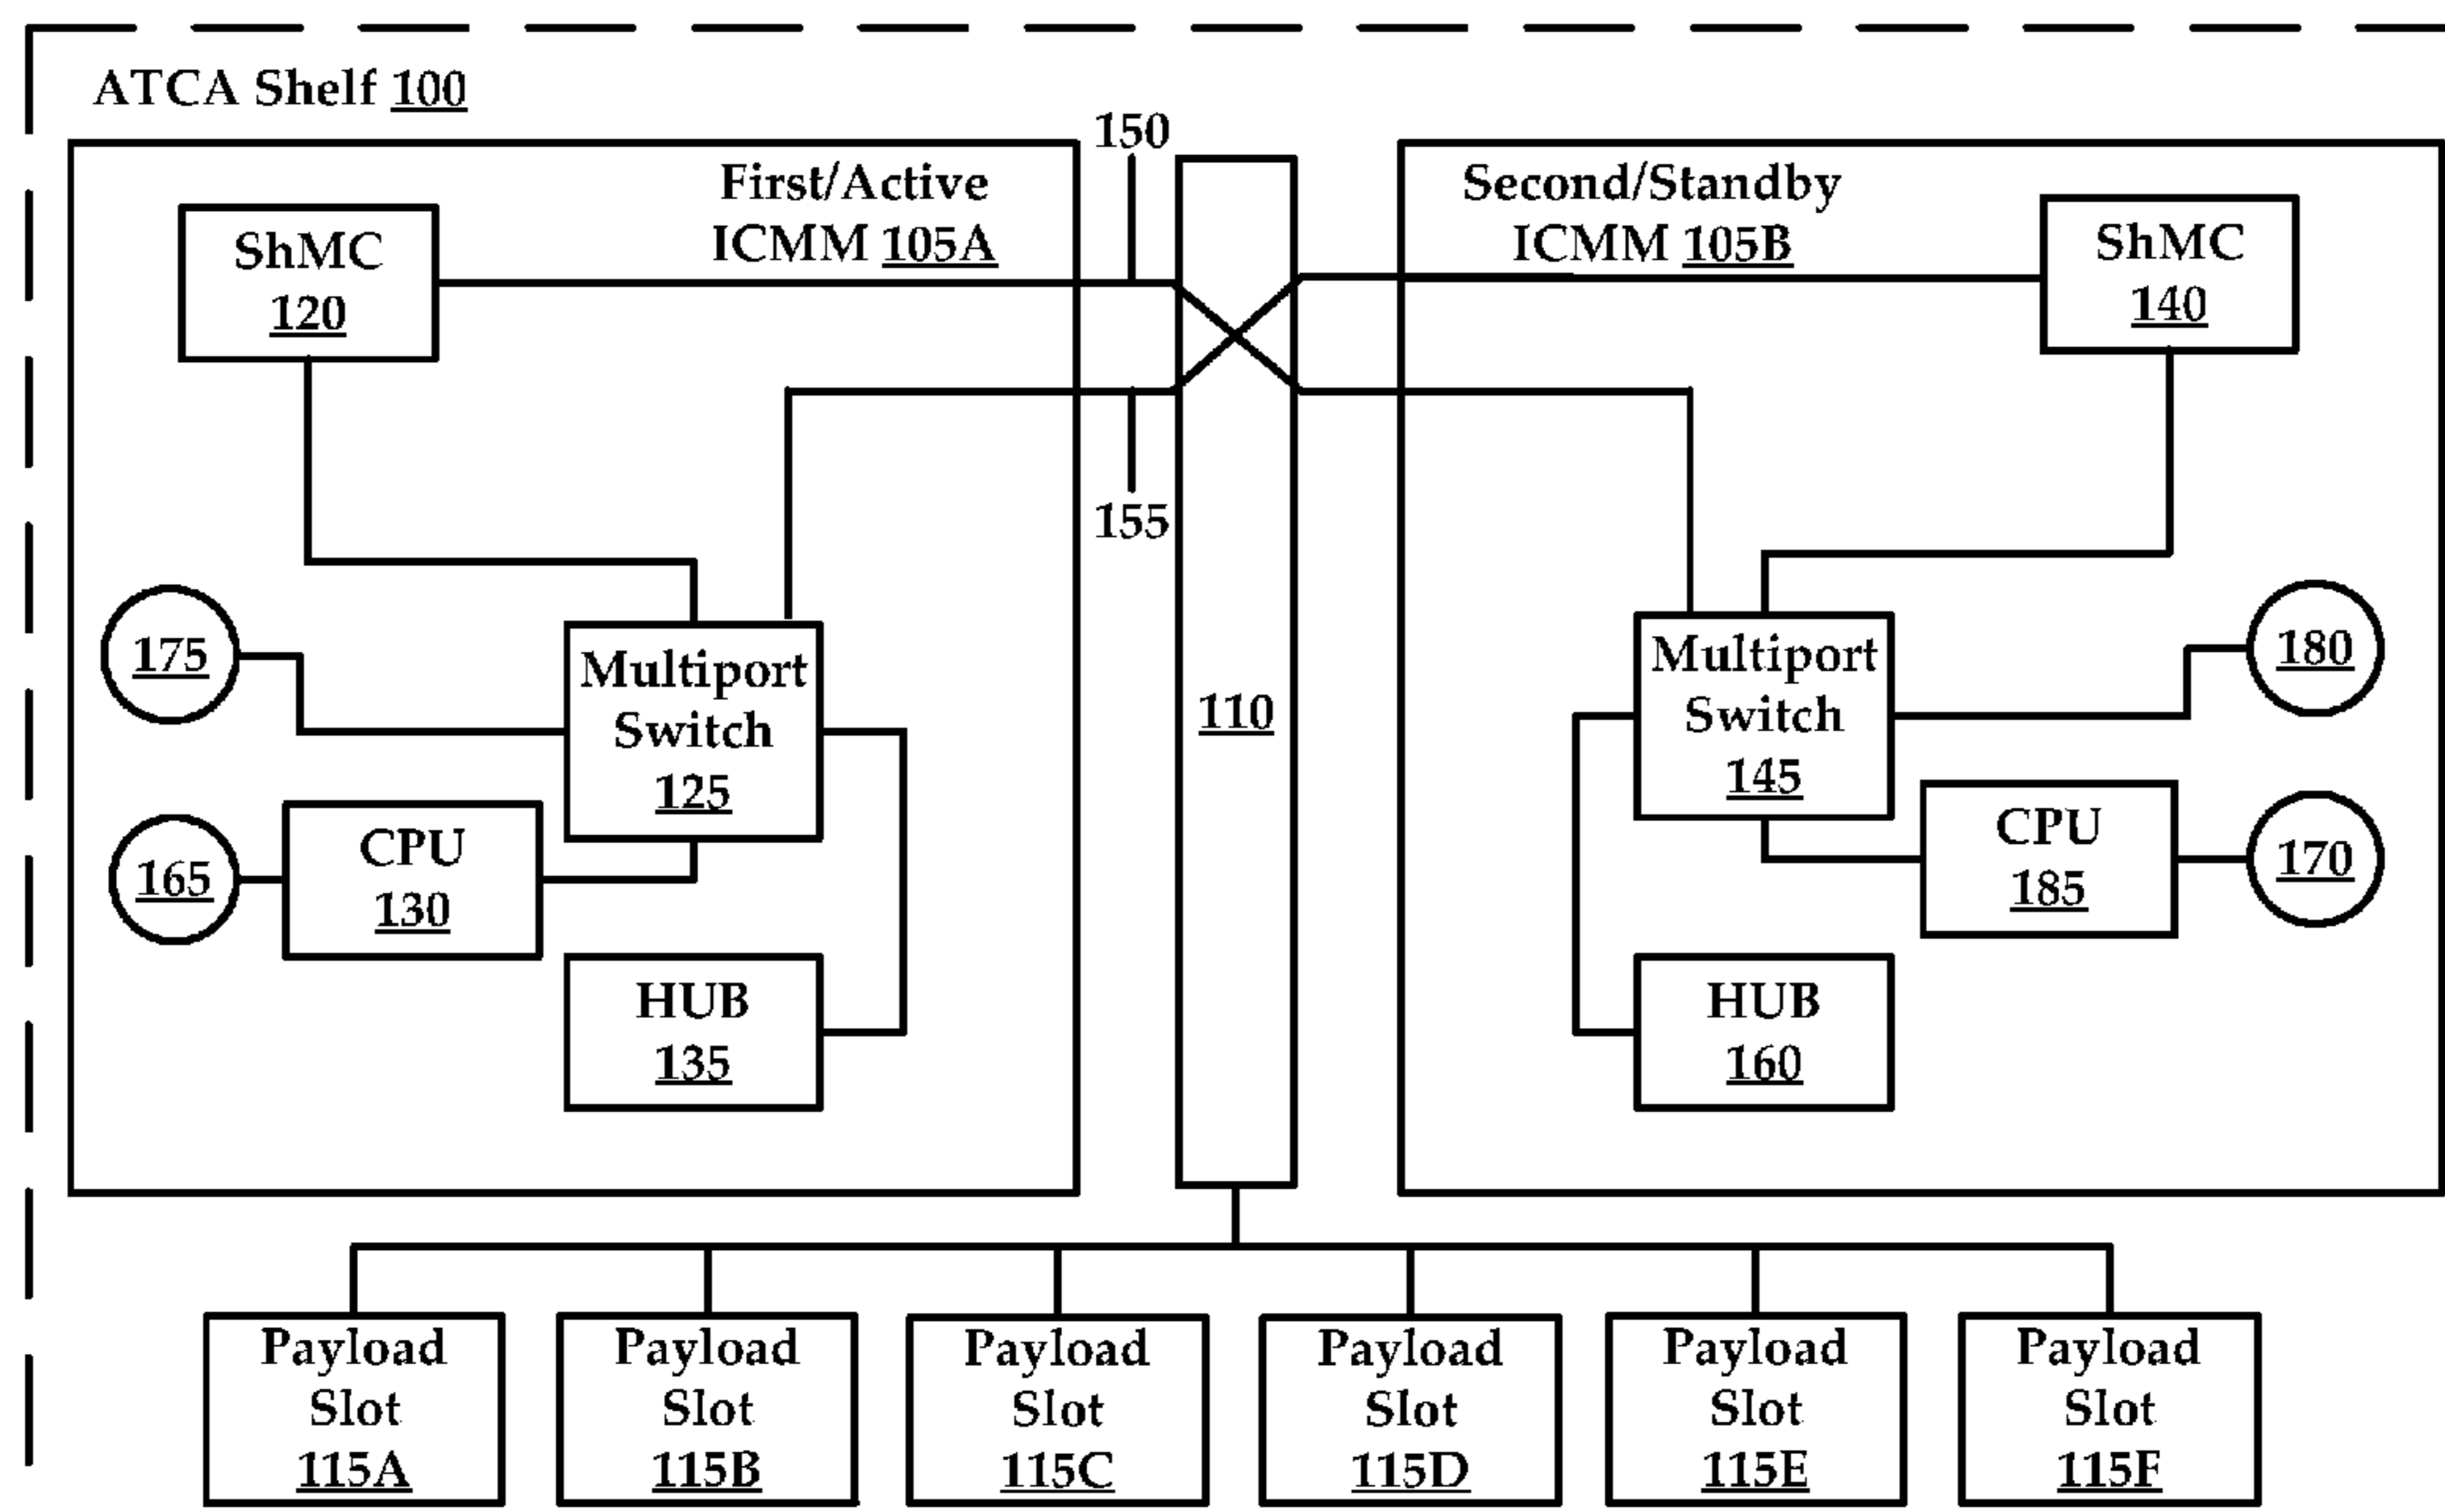 ATCA Shelf 100
150
First/Active
ICMM 105A
Second/Standby
ICMM 105B
ShMC
120
ShMC
140
155
175
Multiport
Switch
125
110
Multiport
Switch
145
180
165
CPU
130
CPU
185
170
HUB
135
HUB
160
Payload
Slot
115A
Payload
Slot
115B
Payload
Slot
115C
Payload
Slot
115D
Payload
Slot
115E
Payload
Slot
115F